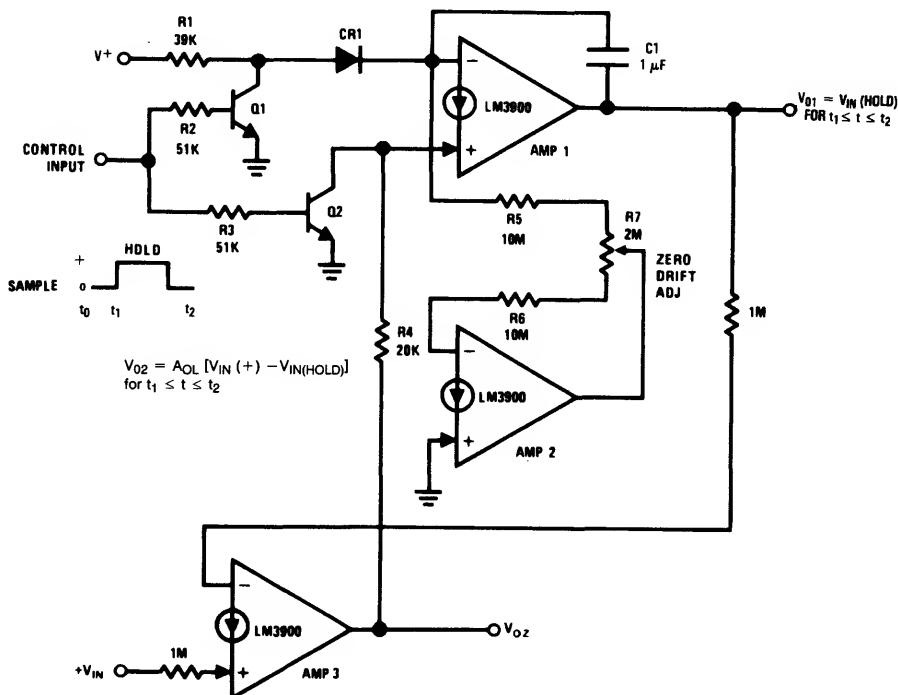 R1
39K
V+
CR1
C1
1 μF
Q1
LM3900
AMP 1
V01 = VIN (HOLD)
FOR t1 ≤ t ≤ t2
R2
51K
CONTROL
INPUT
R3
51K
Q2
R5
10M
R7
2M
ZERO
DRIFT
ADJ
HOLD
SAMPLE
+
0
t0 t1 t2
R6
10M
1M
R4
20K
V02 = AOL [VIN (+) – VIN(HOLD)]
for t1 ≤ t ≤ t2
–
LM3900
+
AMP 2
–
LM3900
+
AMP 3
VO2
+VIN
1M
–
+